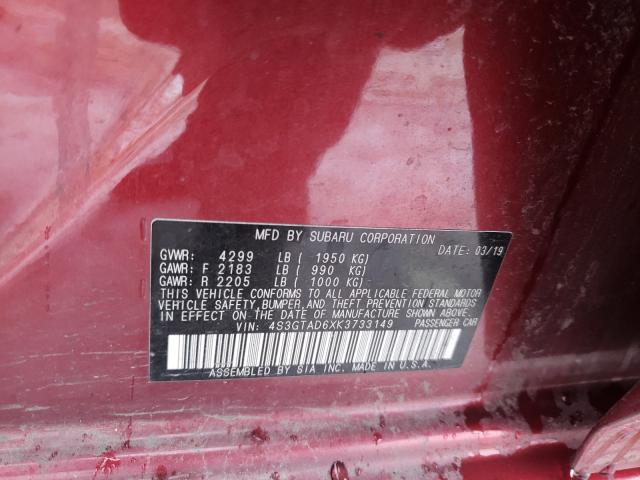 MFD BY SUBARU CORPORATION
DATE: 03/19
GVWR: 4299 LB ( 1950 KG)
GAWR: F 2183 LB ( 990 KG)
GAWR: R 2205 LB ( 1000 KG)
THIS VEHICLE CONFORMS TO ALL APPLICABLE FEDERAL MOTOR
VEHICLE SAFETY, BUMPER, AND THEFT PREVENTION STANDARDS
IN EFFECT ON THE DATE OF MANUFACTURE SHOWN ABOVE.
VIN: 4S3GTAD6XK3733149 PASSENGER CAR
ASSEMBLED BY SIA INC. MADE IN U.S.A.